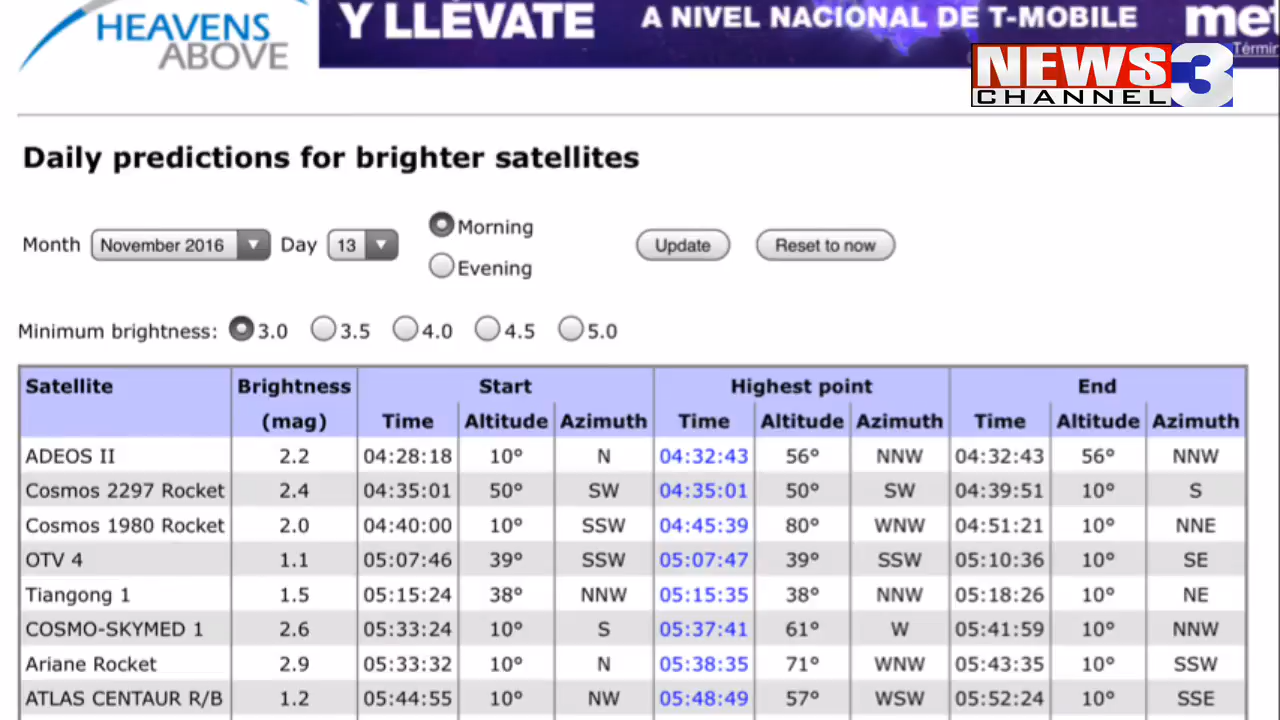 HEAVENS
ABOVE
Y LLÉVATE
A NIVEL NACIONAL DE T-MOBILE
NEWS
CHANNEL 3
Daily predictions for brighter satellites
Month November 2016 Day 13 Morning Evening Update Reset to now
Minimum brightness: 3.0 3.5 4.0 4.5 5.0
Satellite Brightness Start Highest point End
(mag) Time Altitude Azimuth Time Altitude Azimuth Time Altitude Azimuth
ADEOS II 2.2 04:28:18 10° N 04:32:43 56° NNW 04:32:43 56° NNW
Cosmos 2297 Rocket 2.4 04:35:01 50° SW 04:35:01 50° SW 04:39:51 10° S
Cosmos 1980 Rocket 2.0 04:40:00 10° SSW 04:45:39 80° WNW 04:51:21 10° NNE
OTV 4 1.1 05:07:46 39° SSW 05:07:47 39° SSW 05:10:36 10° SE
Tiangong 1 1.5 05:15:24 38° NNW 05:15:35 38° NNW 05:18:26 10° NE
COSMO-SKYMED 1 2.6 05:33:24 10° S 05:37:41 61° W 05:41:59 10° NNW
Ariane Rocket 2.9 05:33:32 10° N 05:38:35 71° WNW 05:43:35 10° SSW
ATLAS CENTAUR R/B 1.2 05:44:55 10° NW 05:48:49 57° WSW 05:52:24 10° SSE